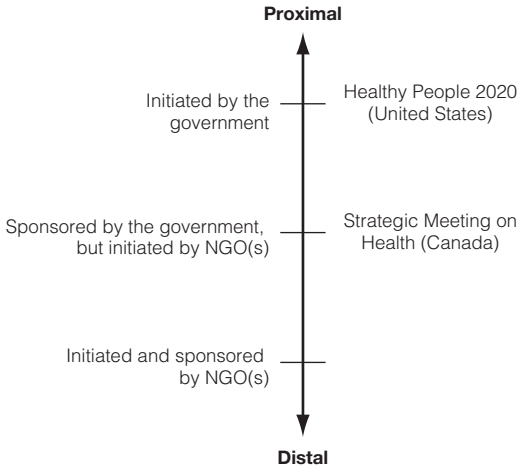 Proximal
Initiated by the
government
Healthy People 2020
(United States)
Sponsored by the government,
but initiated by NGO(s)
Strategic Meeting on
Health (Canada)
Initiated and sponsored
by NGO(s)
Distal